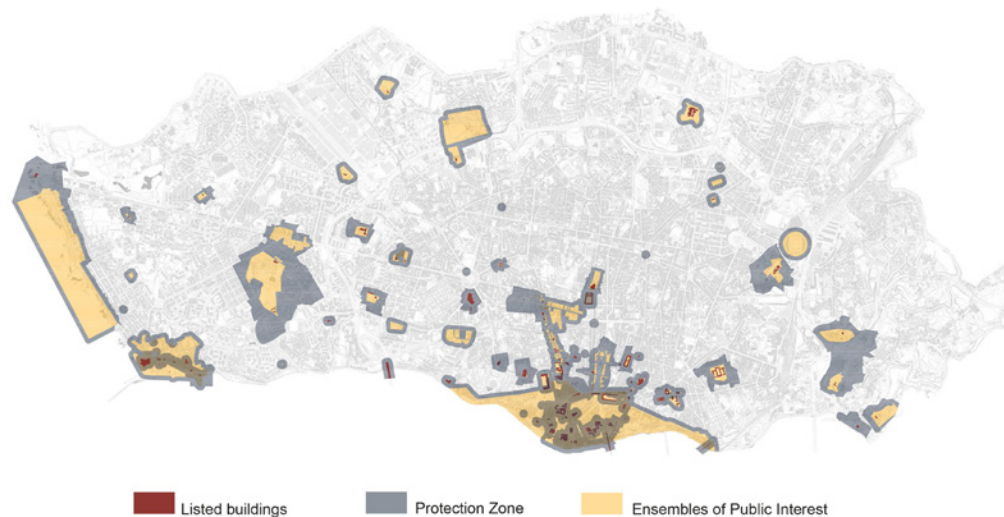 Listed buildings
Protection Zone
Ensembles of Public Interest